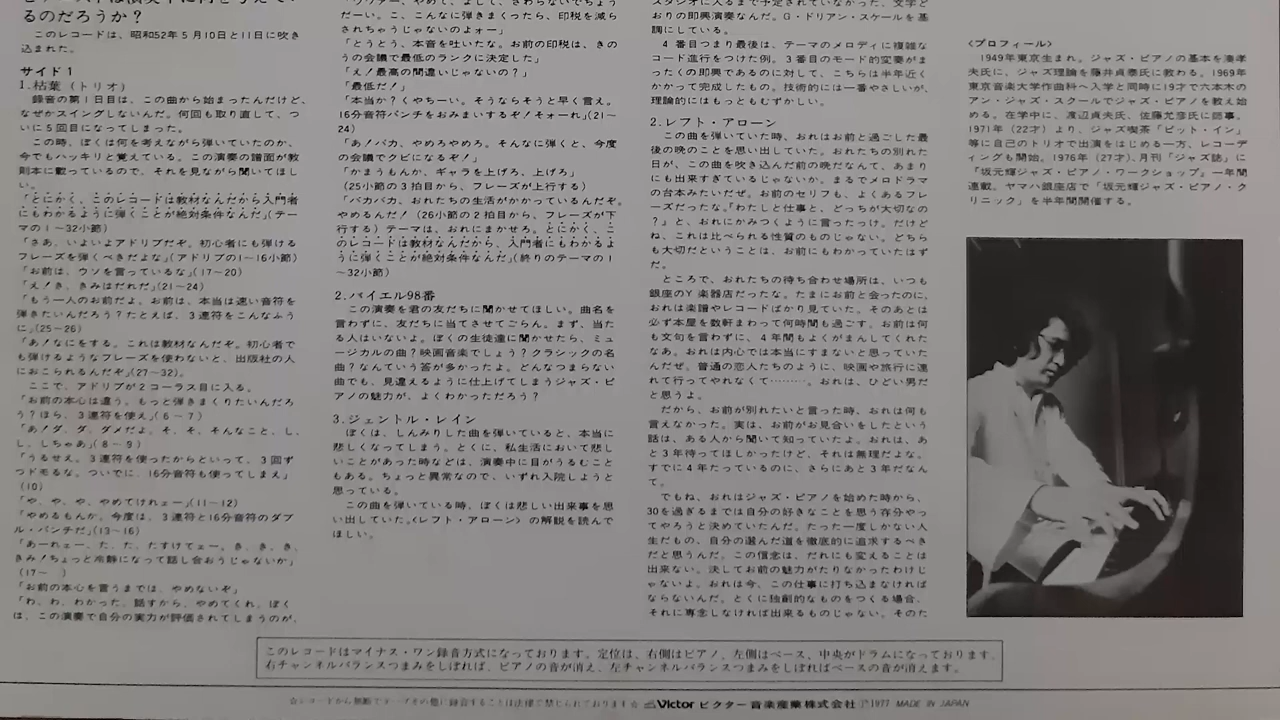 るのだろうか？
このレコードは、昭和52年5月10日と11日に吹き
込まれた。
サイド1
1.枯葉（トリオ）
録音の第1日目は、この曲から始まったんだけど、
なぜかスイングしないんだ。何回も取り直して、つ
いに5回目になってしまった。
この時、ぼくは何を考えながら弾いていたのか、
今でもハッキリと覚えている。この演奏の譜面が教
則本に載っているので、それを見ながら聞いてほし
い。
「とにかく、このレコードは教材なんだから入門者
にもわかるように弾くことが絶対条件なんだ」(テー
マの1～32小節)
「さあ、いよいよアドリブだぞ。初心者にも弾ける
フレーズを弾くべきだよな」(アドリブの1～16小節)
「お前は、ウソを言っているな」(17～20)
「え！き、きみはだれだ」(21～24)
「もう一人のお前だよ。お前は、本当は速い音符を
弾きたいんだろう？たとえば、3連符をこんなふう
に」(25～26)
「あ！なにをする。これは教材なんだぞ。初心者で
も弾けるようなフレーズを使わないと、出版社の人
におこられるんだぞ」(27～32)。
ここで、アドリブが2コーラス目に入る。
「お前の本心は違う。もっと弾きまくりたいんだろ
う？ほら、3連符を使え」(6～7)
「あ！ダ、ダ、ダメだよ。そ、そ、そんなこと、し、
し、しちゃあ」(8～9)
「うるせえ。3連符を使ったからといって、3回ず
つドモるな。ついでに、16分音符も使ってしまえ」
(10)
「や、や、や、やめてけれェー」(11～12)
「やめるもんか。今度は、3連符と16分音符のダブ
ル・パンチだ」(13～16)
「あーれェー、た、た、たすけてェー。き、き、き、
きみ！ちょっと冷静になって話し合おうじゃないか」
(17～　)
「お前の本心を言うまでは、やめないぞ」
「わ、わ、わかった。話すから、やめてくれ。ぼく
は、この演奏で自分の実力が評価されてしまうのが、
だーい。こ、こんなに弾きまくったら、印税を減ら
されちゃうじゃないのよォー」
「とうとう、本音を吐いたな。お前の印税は、きの
うの会議で最低のランクに決定した」
「え！最高の間違いじゃないの？」
「最低だ！」
「本当か？くやちーい。そうならそうと早く言え。
16分音符パンチをおみまいするぞ！そォーれ」(21～
24)
「あ！バカ、やめろやめろ。そんなに弾くと、今度
の会議でクビになるぞ！」
「かまうもんか、ギャラを上げろ、上げろ」
(25小節の3拍目から、フレーズが上行する)
「バカバカ。おれたちの生活がかかっているんだぞ。
やめるんだ！(26小節の2拍目から、フレーズが下
行する) テーマは、おれにまかせろ。とにかく、こ
のレコードは教材なんだから、入門者にもわかるよ
うに弾くことが絶対条件なんだ」(終りのテーマの1
～32小節)
2.バイエル98番
この演奏を君の友だちに聞かせてほしい。曲名を
言わずに、友だちに当てさせてごらん。まず、当た
る人はいないよ。ぼくの生徒達に聞かせたら、ミュ
ージカルの曲？映画音楽でしょう？クラシックの名
曲？なんていう答が多かったよ。どんなつまらない
曲でも、見違えるように仕上げてしまうジャズ・ピ
アノの魅力が、よくわかっただろう？
3.ジェントル・レイン
ぼくは、しんみりした曲を弾いていると、本当に
悲しくなってしまう。とくに、私生活において悲し
いことがあった時などは、演奏中に目がうるむこと
もある。ちょっと異常なので、いずれ入院しようと
思っている。
この曲を弾いている時、ぼくは悲しい出来事を思
い出していた。〈レフト・アローン〉の解説を読んで
ほしい。
おりの即興演奏なんだ。G・ドリアン・スケールを基
調にしている。
4番目つまり最後は、テーマのメロディに複雑な
コード進行をつけた例。3番目のモード的変奏がま
ったくの即興であるのに対して、こちらは半年近く
かかって完成したもの。技術的には一番やさしいが、
理論的にはもっともむずかしい。
2.レフト・アローン
この曲を弾いていた時、おれはお前と過ごした最
後の晩のことを思い出していた。おれたちの別れた
日が、この曲を吹き込んだ前の晩だなんて、あまり
にも出来すぎているじゃないか。まるでメロドラマ
の台本みたいだぜ。お前のセリフも、よくあるフレ
ーズだったな。「わたしと仕事と、どっちが大切なの
？」と、おれにかみつくように言ったっけ。だけど
ね、これは比べられる性質のものじゃない。どちら
も大切だということは、お前にもわかっていたはず
だ。
ところで、おれたちの待ち合わせ場所は、いつも
銀座のY楽器店だったな。たまにお前と会ったのに、
おれは楽譜やレコードばかり見ていた。そのあとは
必ず本屋を数軒まわって何時間も過ごす。お前は何
も文句を言わずに、4年間もよくがまんしてくれた
なあ。おれは内心では本当にすまないと思っていた
んだぜ。普通の恋人たちのように、映画や旅行に連
れて行ってやれなくて………。おれは、ひどい男だ
と思うよ。
だから、お前が別れたいと言った時、おれは何も
言えなかった。実は、お前がお見合いをしたという
話は、ある人から聞いて知っていたよ。おれは、あ
と3年待ってほしかったけど、それは無理だよな。
すでに4年たっているのに、さらにあと3年だなん
て。
でもね、おれはジャズ・ピアノを始めた時から、
30を過ぎるまでは自分の好きなことを思う存分やっ
てやろうと決めていたんだ。たった一度しかない人
生だもの、自分の選んだ道を徹底的に追求するべき
だと思うんだ。この信念は、だれにも変えることは
出来ない。決してお前の魅力がたりなかったわけじ
ゃないよ。おれは今、この仕事に打ち込まなければ
ならないんだ。とくに独創的なものをつくる場合、
それに専念しなければ出来るものじゃない。そのた
〈プロフィール〉
1949年東京生まれ。ジャズ・ピアノの基本を湊孝
夫氏に、ジャズ理論を藤井貞泰氏に教わる。1969年
東京音楽大学作曲科へ入学と同時に19才で六本木の
アン・ジャズ・スクールでジャズ・ピアノを教え始
める。在学中に、渡辺貞夫氏、佐藤允彦氏に師事。
1971年（22才）より、ジャズ喫茶「ピット・イン」
等に自己のトリオで出演をはじめる一方、レコーデ
ィングも開始。1976年（27才）、月刊「ジャズ誌」に
「坂元輝ジャズ・ピアノ・ワークショップ」一年間
連載。ヤマハ銀座店で「坂元輝ジャズ・ピアノ・ク
リニック」を半年間開催する。
このレコードはマイナス・ワン録音方式になっております。定位は、右側はピアノ、左側はベース、中央がドラムになっております。
右チャンネルバランスつまみをしぼれば、ピアノの音が消え、左チャンネルバランスつまみをしぼればベースの音が消えます。
☆レコードから無断でテープその他に録音することは法律で禁じられております☆ Victor ビクター音楽産業株式会社 Ⓟ1977 MADE IN JAPAN